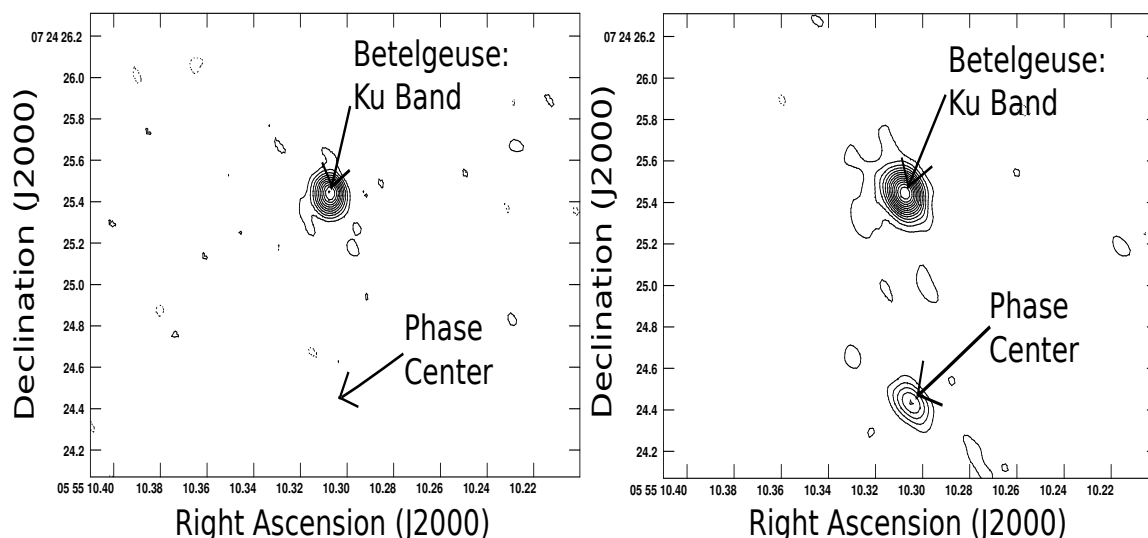 07 24 26.2
Betelgeuse:
Ku Band
26.0
25.8
25.6
25.4
25.2
25.0
24.8
24.6
24.4
24.2
Phase
Center
Declination (J2000)
05 55 10.40 10.38 10.36 10.34 10.32 10.30 10.28 10.26 10.24 10.22
Right Ascension (J2000)
07 24 26.2
Betelgeuse:
Ku Band
26.0
25.8
25.6
25.4
25.2
25.0
24.8
24.6
24.4
24.2
Phase
Center
Declination (J2000)
05 55 10.40 10.38 10.36 10.34 10.32 10.30 10.28 10.26 10.24 10.22
Right Ascension (J2000)